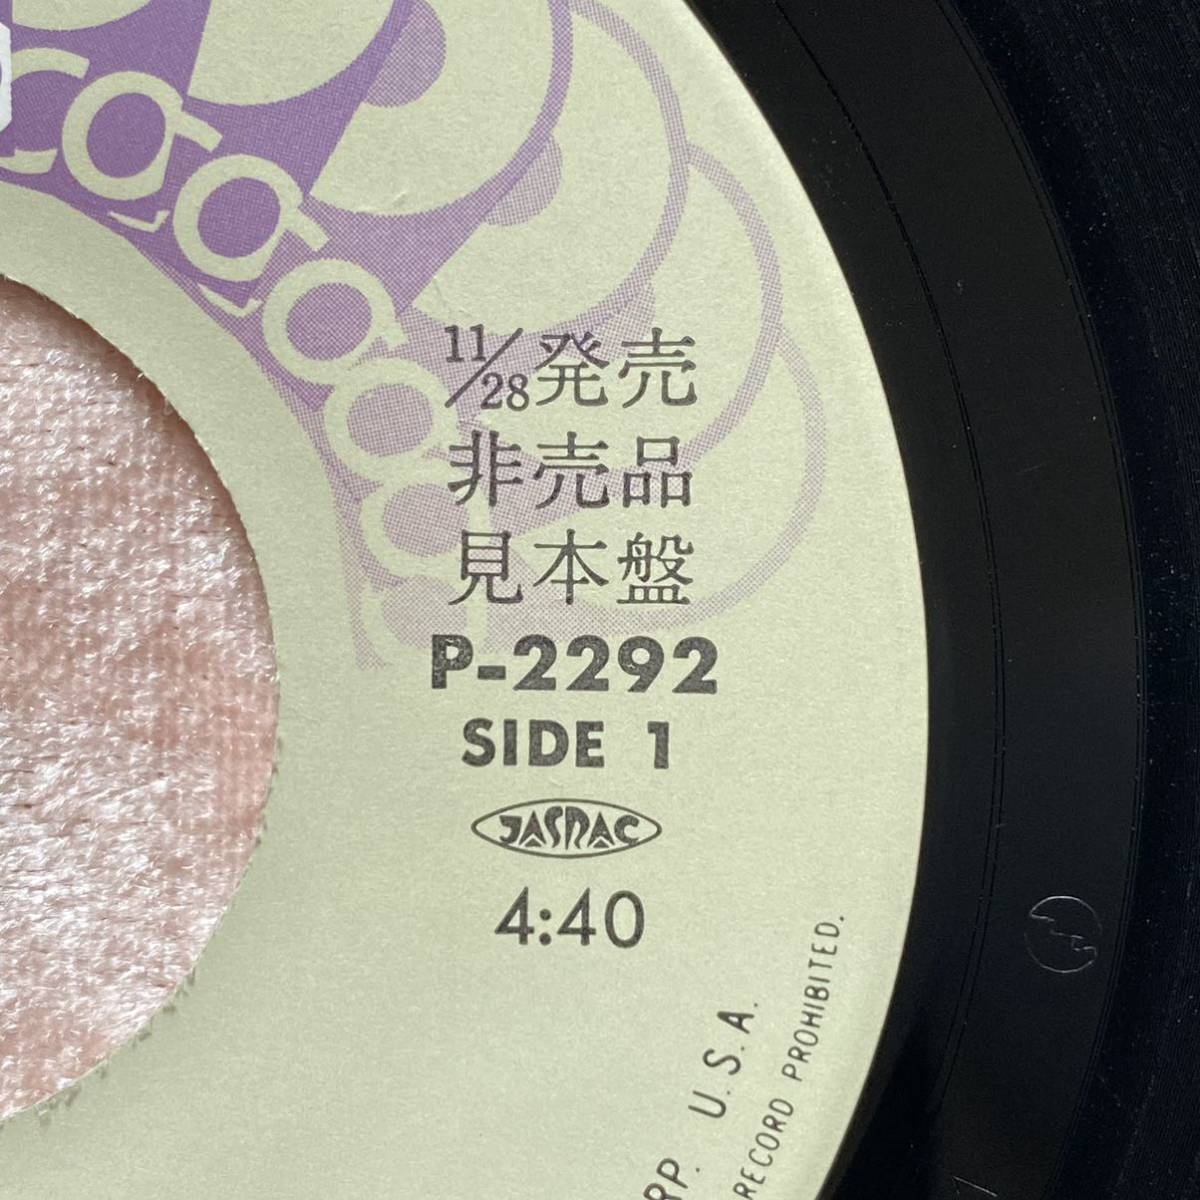 11/28発売
非売品
見本盤
P-2292
SIDE 1
JASRAC
4:40
U.S.A.
RECORD PROHIBITED.